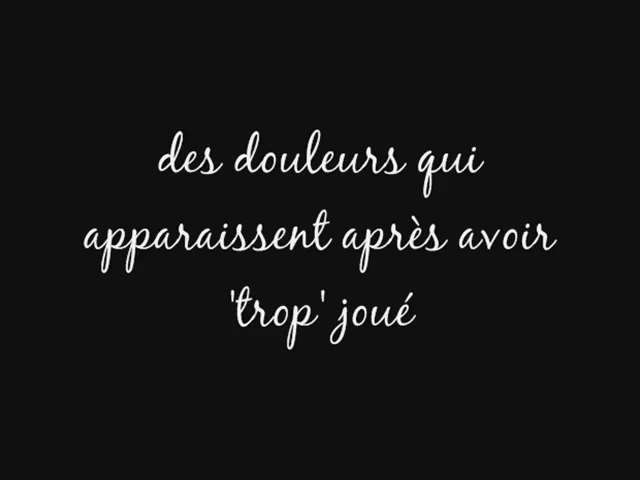 des douleurs qui
apparaissent après avoir
'trop' joué